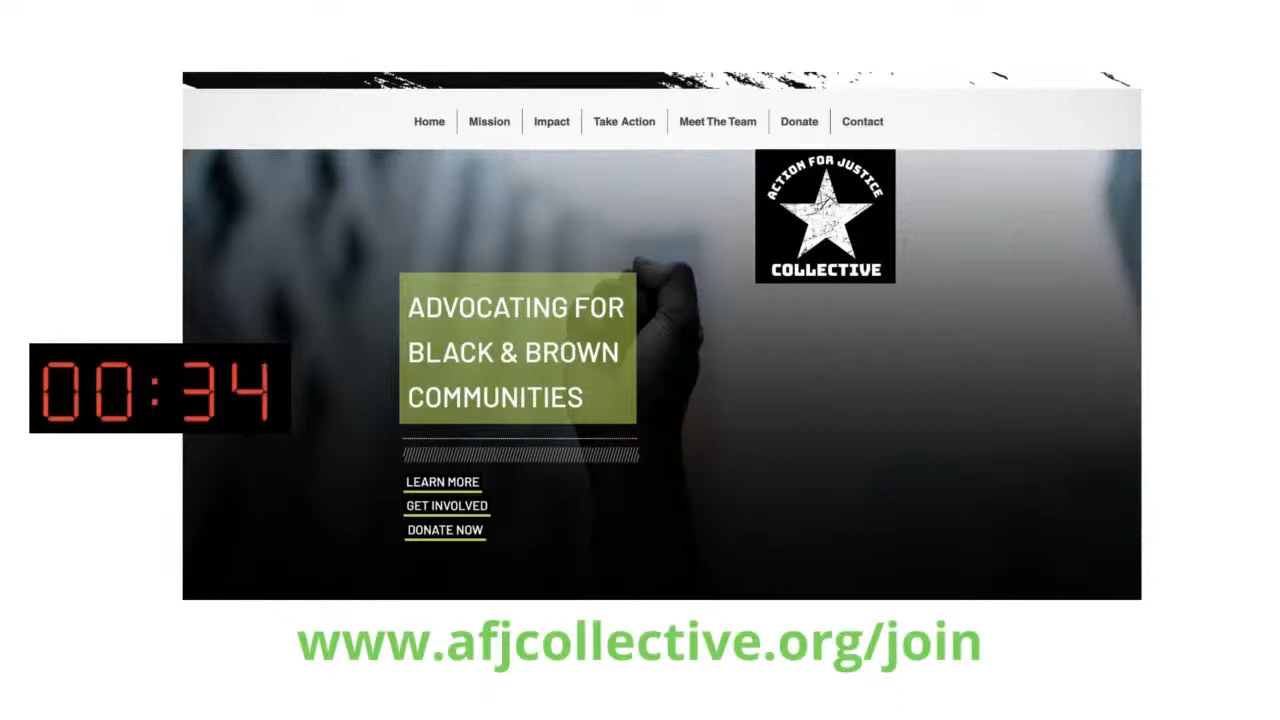 Home
Mission
Impact
Take Action
Meet The Team
Donate
Contact
ACTION FOR JUSTICE
COLLECTIVE
ADVOCATING FOR
BLACK & BROWN
COMMUNITIES
00:34
LEARN MORE
GET INVOLVED
DONATE NOW
www.afjcollective.org/join